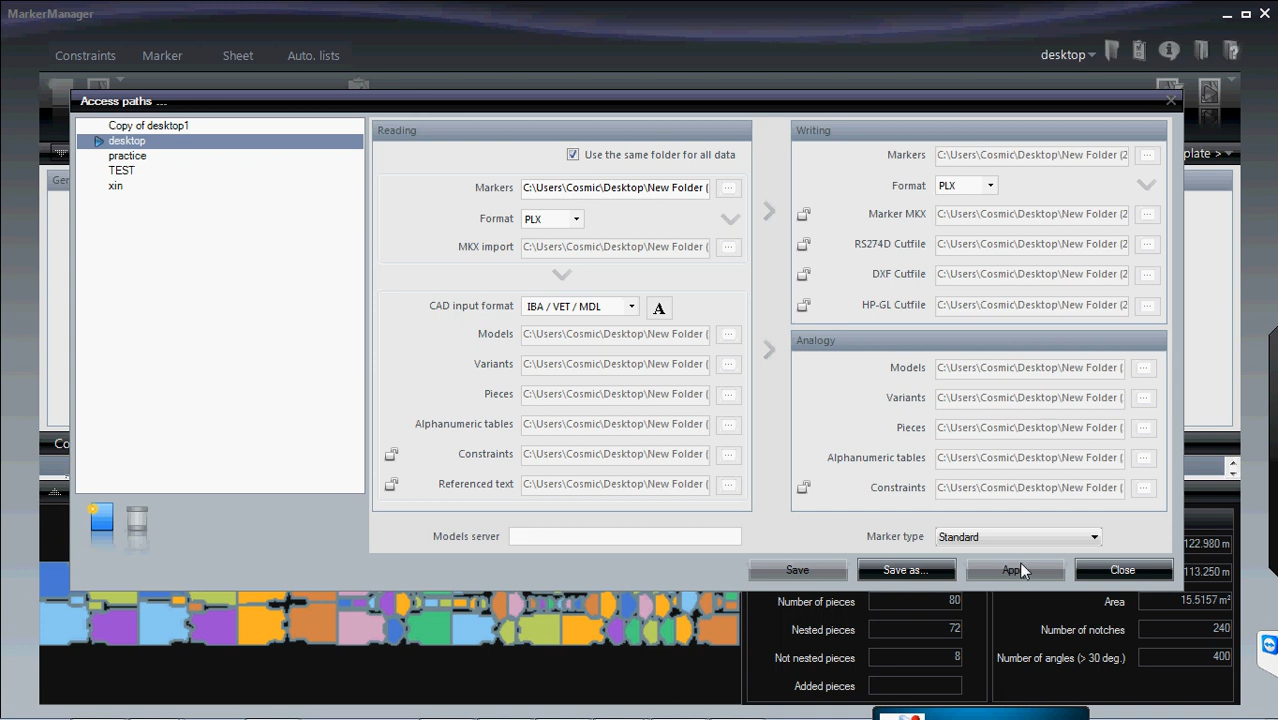 MarkerManager
Constraints Marker Sheet Auto. lists desktop
Access paths ...
Copy of desktop1
desktop
practice
TEST
xin
Reading
Use the same folder for all data
Markers C:\Users\Cosmic\Desktop\New Folder (
Format PLX
MKX import C:\Users\Cosmic\Desktop\New Folder (
CAD input format IBA / VET / MDL A
Models C:\Users\Cosmic\Desktop\New Folder (
Variants C:\Users\Cosmic\Desktop\New Folder (
Pieces C:\Users\Cosmic\Desktop\New Folder (
Alphanumeric tables C:\Users\Cosmic\Desktop\New Folder (
Constraints C:\Users\Cosmic\Desktop\New Folder (
Referenced text C:\Users\Cosmic\Desktop\New Folder (
Models server
Writing
Markers C:\Users\Cosmic\Desktop\New Folder (2
Format PLX
Marker MKX C:\Users\Cosmic\Desktop\New Folder (2
RS274D Cutfile C:\Users\Cosmic\Desktop\New Folder (2
DXF Cutfile C:\Users\Cosmic\Desktop\New Folder (2
HP-GL Cutfile C:\Users\Cosmic\Desktop\New Folder (2
Analogy
Models C:\Users\Cosmic\Desktop\New Folder (
Variants C:\Users\Cosmic\Desktop\New Folder (
Pieces C:\Users\Cosmic\Desktop\New Folder (
Alphanumeric tables C:\Users\Cosmic\Desktop\New Folder (
Constraints C:\Users\Cosmic\Desktop\New Folder (
Marker type Standard
Save Save as... App Close
plate >
Ge
Co
122.980 m
113.250 m
Number of pieces 80 Area 15.5157 m²
Nested pieces 72 Number of notches 240
Not nested pieces 8 Number of angles (> 30 deg.) 400
Added pieces